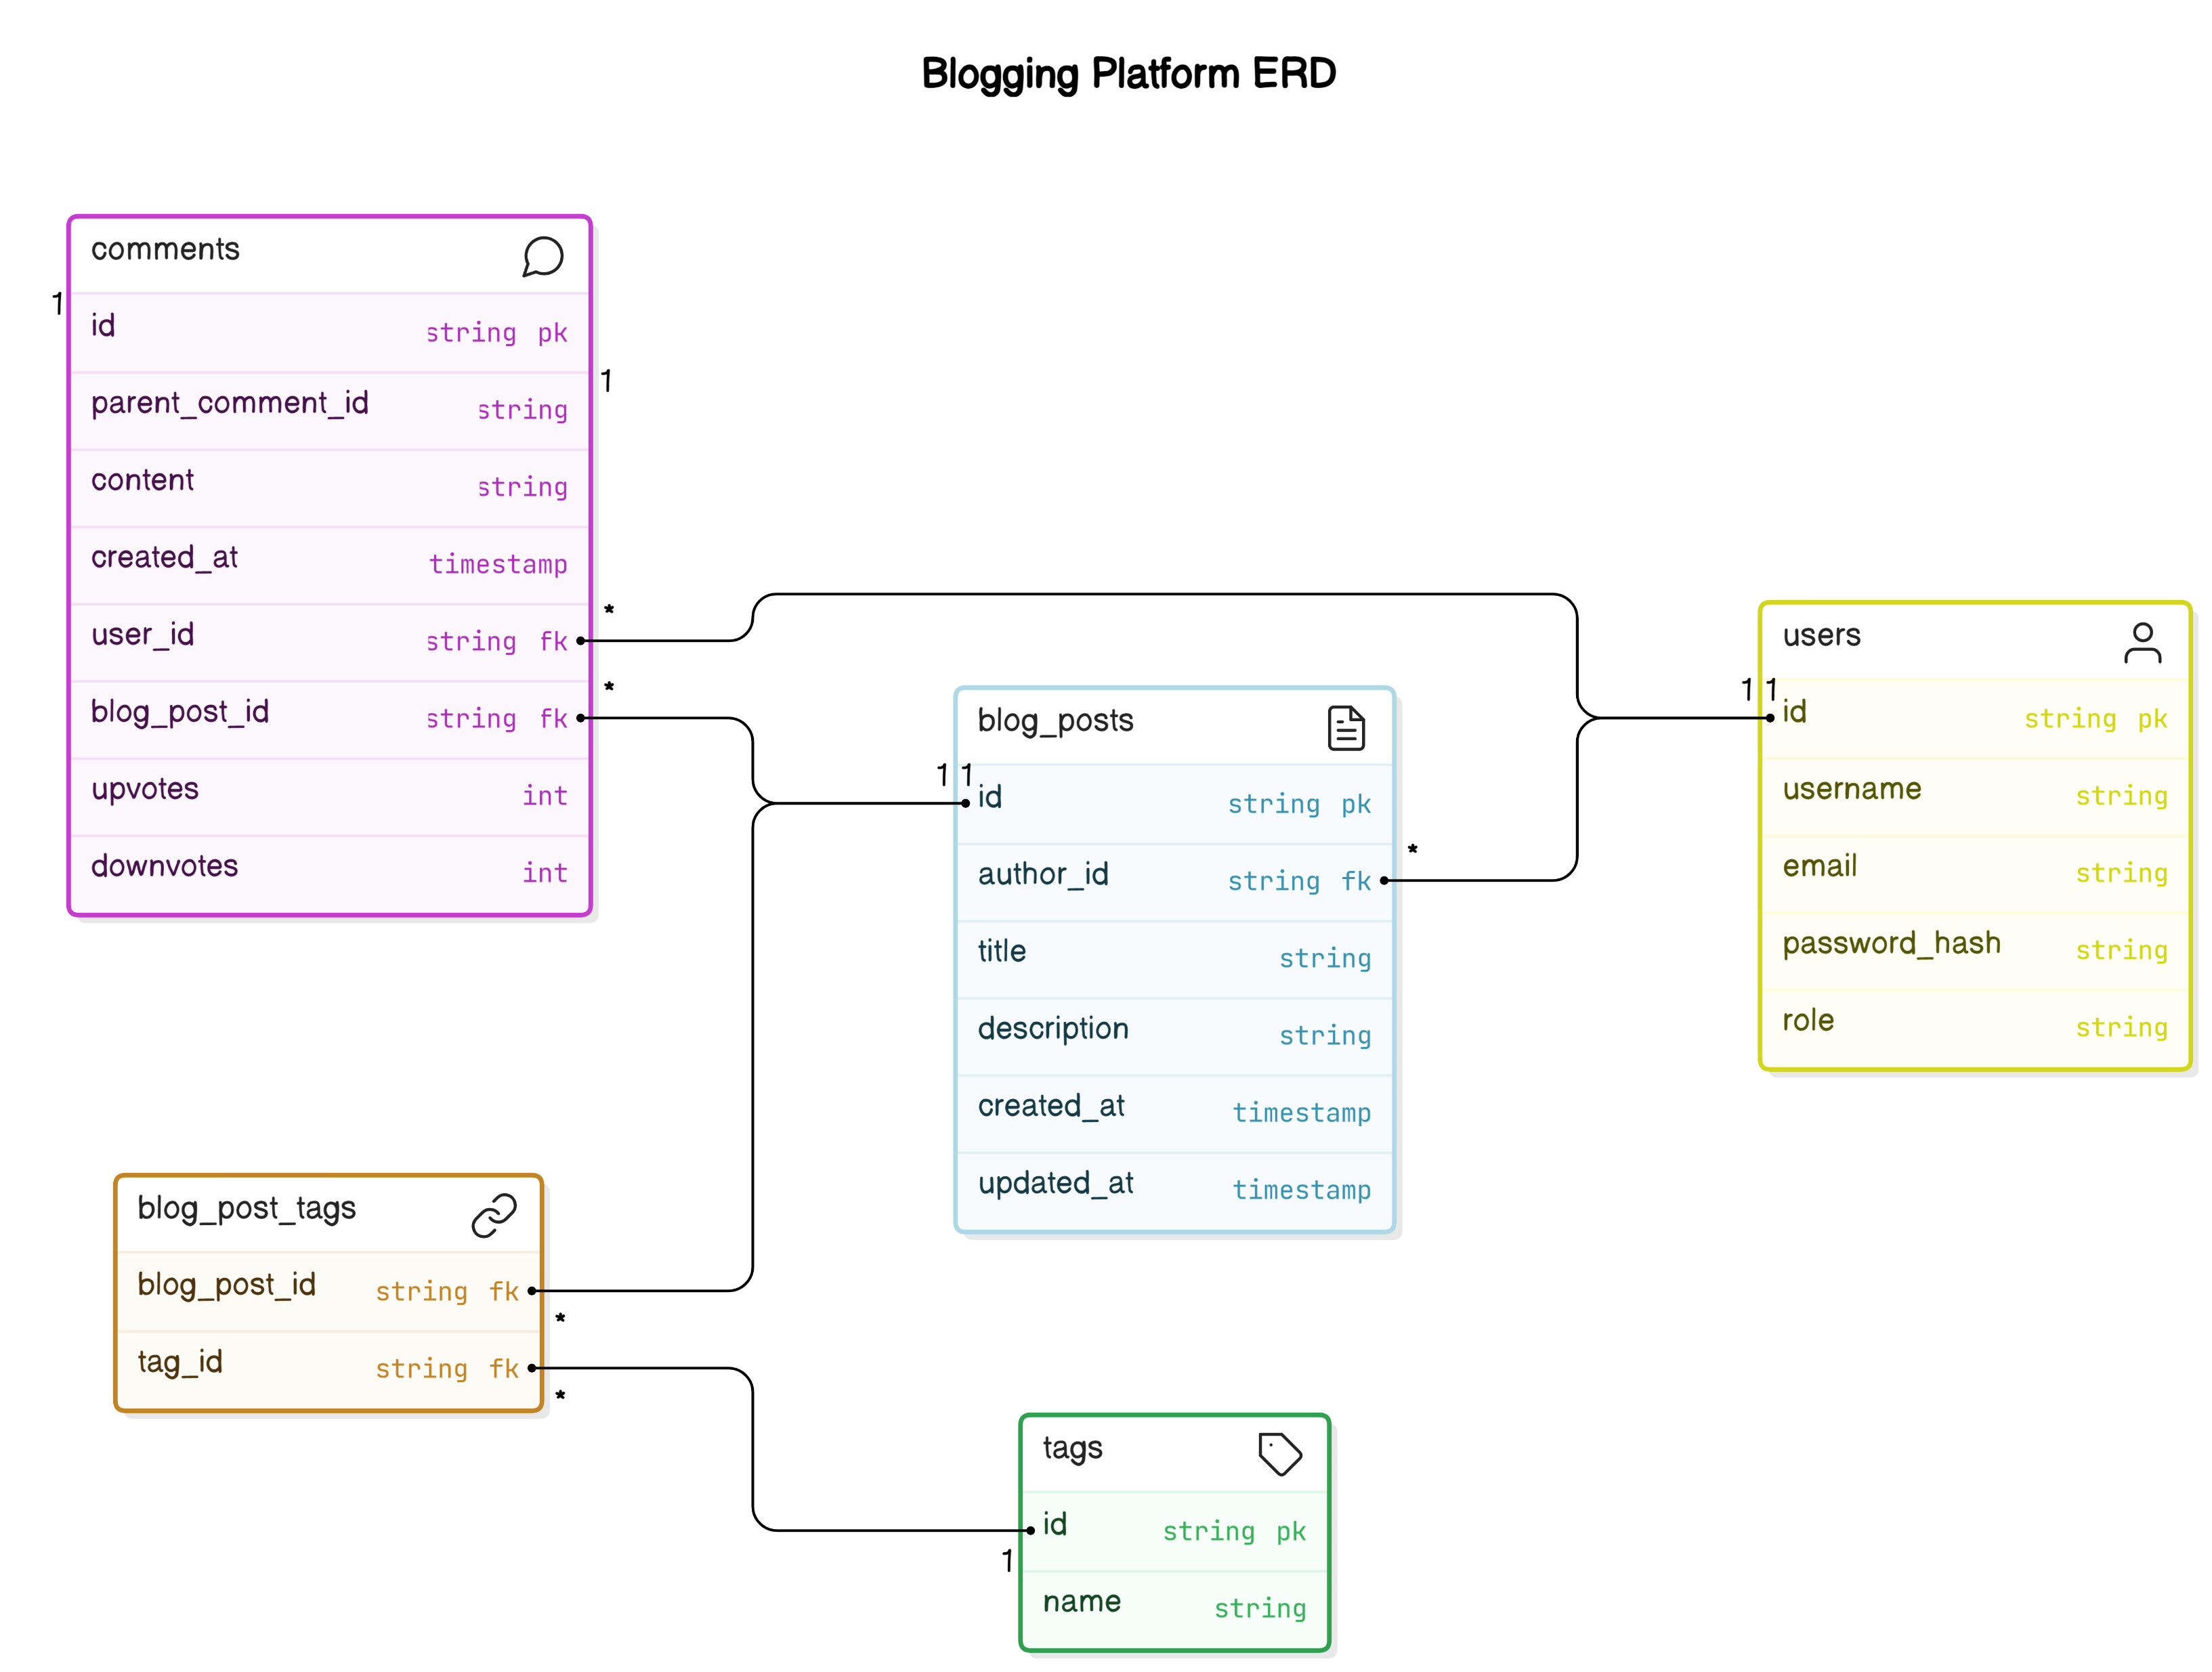 Blogging Platform ERD
comments
1
id string pk
1
parent_comment_id string
content string
created_at timestamp
*
user_id string fk
*
blog_post_id string fk
upvotes int
downvotes int
blog_posts
1 1
id string pk
*
author_id string fk
title string
description string
created_at timestamp
updated_at timestamp
users
1 1
id string pk
username string
email string
password_hash string
role string
blog_post_tags
blog_post_id string fk
*
tag_id string fk
*
tags
id string pk
1
name string